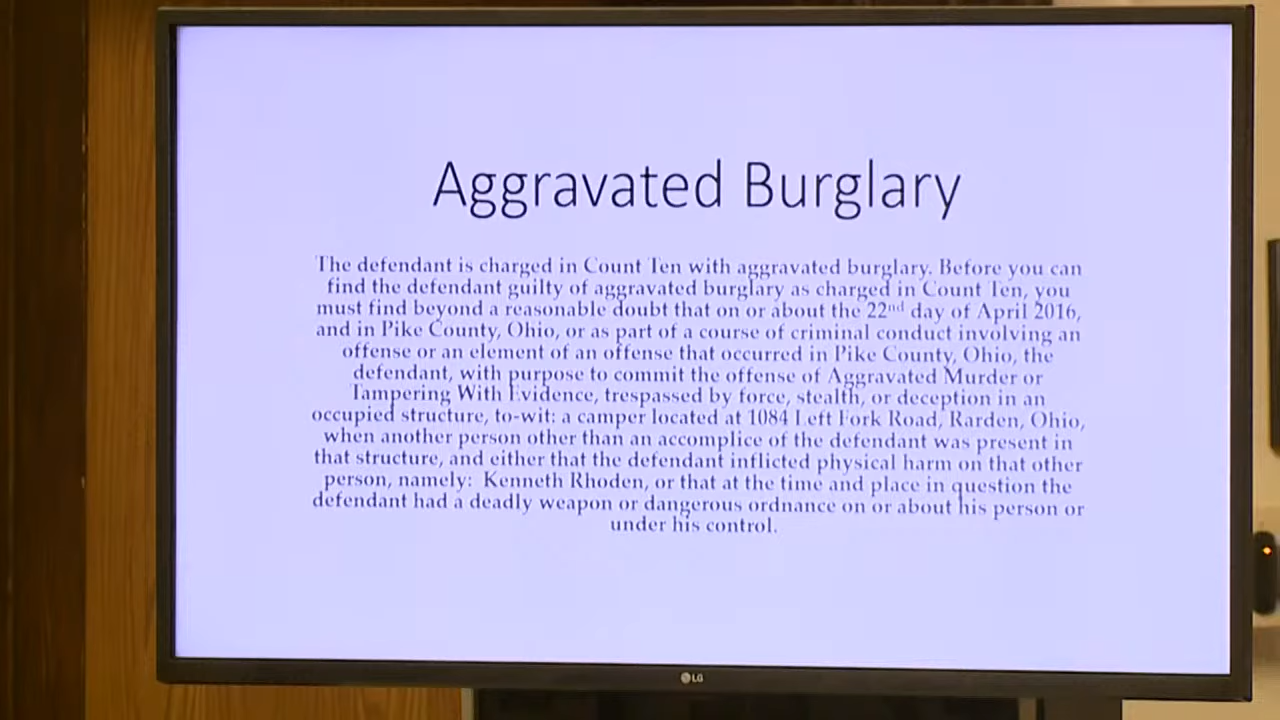 Aggravated Burglary
The defendant is charged in Count Ten with aggravated burglary. Before you can
find the defendant guilty of aggravated burglary as charged in Count Ten, you
must find beyond a reasonable doubt that on or about the 22nd day of April 2016,
and in Pike County, Ohio, or as part of a course of criminal conduct involving an
offense or an element of an offense that occurred in Pike County, Ohio, the
defendant, with purpose to commit the offense of Aggravated Murder or
Tampering With Evidence, trespassed by force, stealth, or deception in an
occupied structure, to-wit: a camper located at 1084 Left Fork Road, Rarden, Ohio,
when another person other than an accomplice of the defendant was present in
that structure, and either that the defendant inflicted physical harm on that other
person, namely: Kenneth Rhoden, or that at the time and place in question the
defendant had a deadly weapon or dangerous ordnance on or about his person or
under his control.
LG